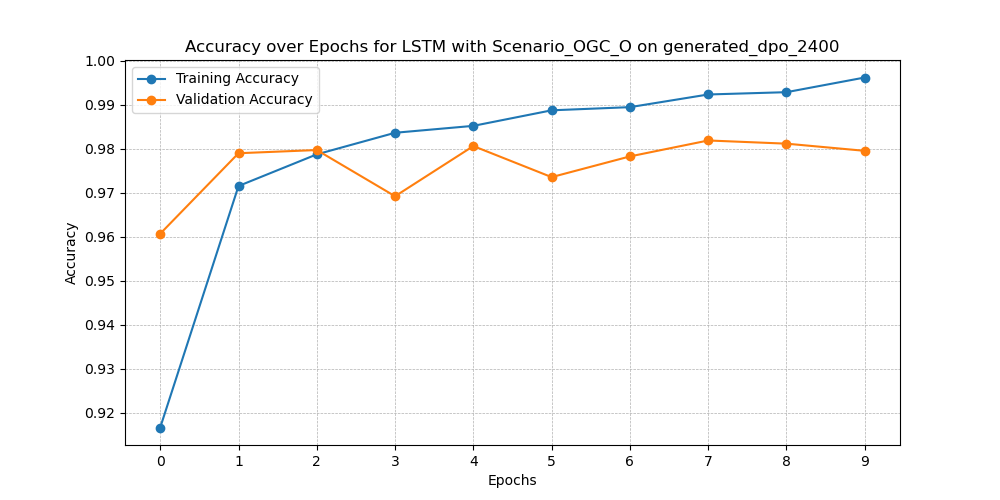 Accuracy over Epochs for LSTM with Scenario_OGC_O on generated_dpo_2400
Training Accuracy
Validation Accuracy
Accuracy
1.00
0.99
0.98
0.97
0.96
0.95
0.94
0.93
0.92
0 1 2 3 4 5 6 7 8 9
Epochs